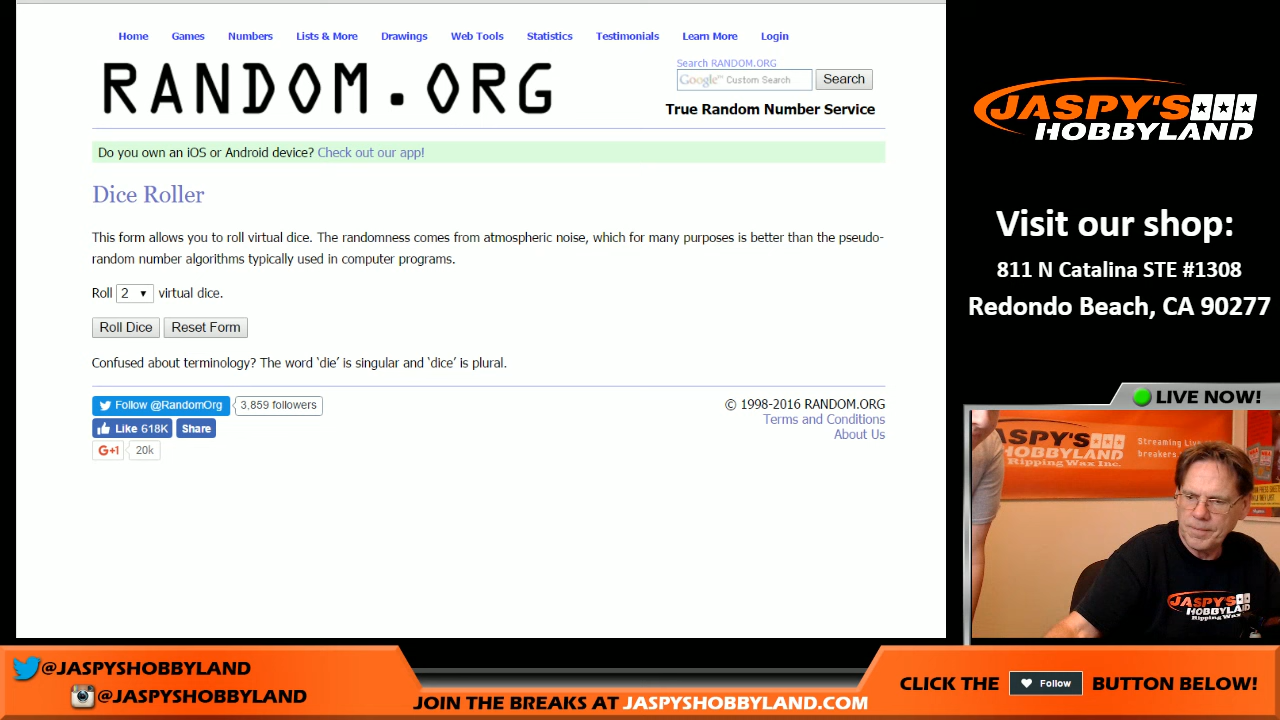 Home Games Numbers Lists & More Drawings Web Tools Statistics Testimonials Learn More Login
RANDOM.ORG
Search RANDOM.ORG
Google™ Custom Search
Search
True Random Number Service
Do you own an iOS or Android device? Check out our app!
Dice Roller
This form allows you to roll virtual dice. The randomness comes from atmospheric noise, which for many purposes is better than the pseudo-
random number algorithms typically used in computer programs.
Roll 2 virtual dice.
Roll Dice Reset Form
Confused about terminology? The word ‘die’ is singular and ‘dice’ is plural.
Follow @RandomOrg 3,859 followers
Like 618K Share
G+1 20k
© 1998-2016 RANDOM.ORG
Terms and Conditions
About Us
JASPY'S
HOBBYLAND
Visit our shop:
811 N Catalina STE #1308
Redondo Beach, CA 90277
LIVE NOW!
JASPY'S
HOBBYLAND
Ripping Wax Inc.
Streaming Live
breakers.
JASPY'S
HOBBYLAND
Ripping Wax
@JASPYSHOBBYLAND
@JASPYSHOBBYLAND
JOIN THE BREAKS AT JASPYSHOBBYLAND.COM
CLICK THE Follow BUTTON BELOW!